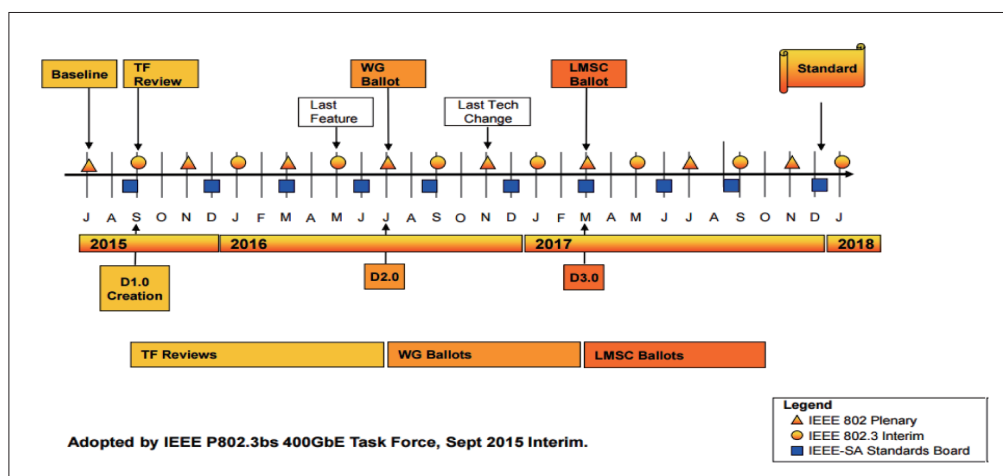 Baseline
TF
Review
WG
Ballot
LMSC
Ballot
Standard
Last
Feature
Last Tech
Change
J A S O N D J F M A M J J A S O N D J F M A M J J A S O N D J
2015 2016 2017 2018
D1.0
Creation
D2.0
D3.0
TF Reviews
WG Ballots
LMSC Ballots
Legend
IEEE 802 Plenary
IEEE 802.3 Interim
IEEE-SA Standards Board
Adopted by IEEE P802.3bs 400GbE Task Force, Sept 2015 Interim.